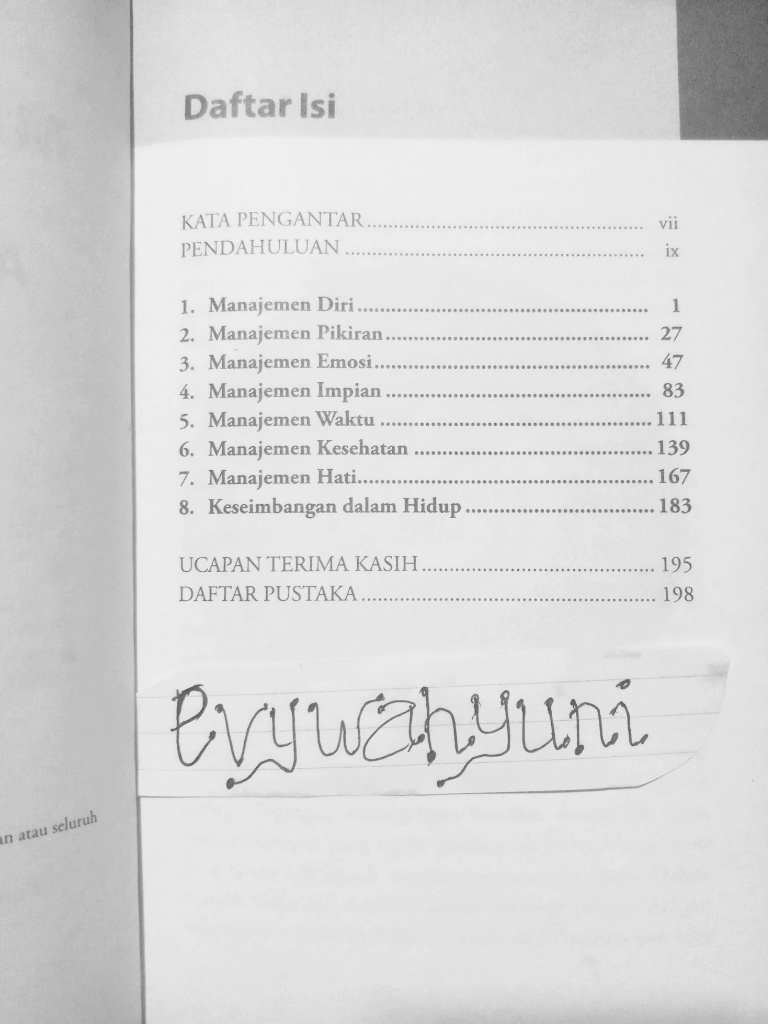 Daftar Isi
KATA PENGANTAR ........ vii
PENDAHULUAN ........ ix
1. Manajemen Diri ........ 1
2. Manajemen Pikiran ........ 27
3. Manajemen Emosi ........ 47
4. Manajemen Impian ........ 83
5. Manajemen Waktu ........ 111
6. Manajemen Kesehatan ........ 139
7. Manajemen Hati ........ 167
8. Keseimbangan dalam Hidup ........ 183
UCAPAN TERIMA KASIH ........ 195
DAFTAR PUSTAKA ........ 198
evywahyuni
atau seluruh